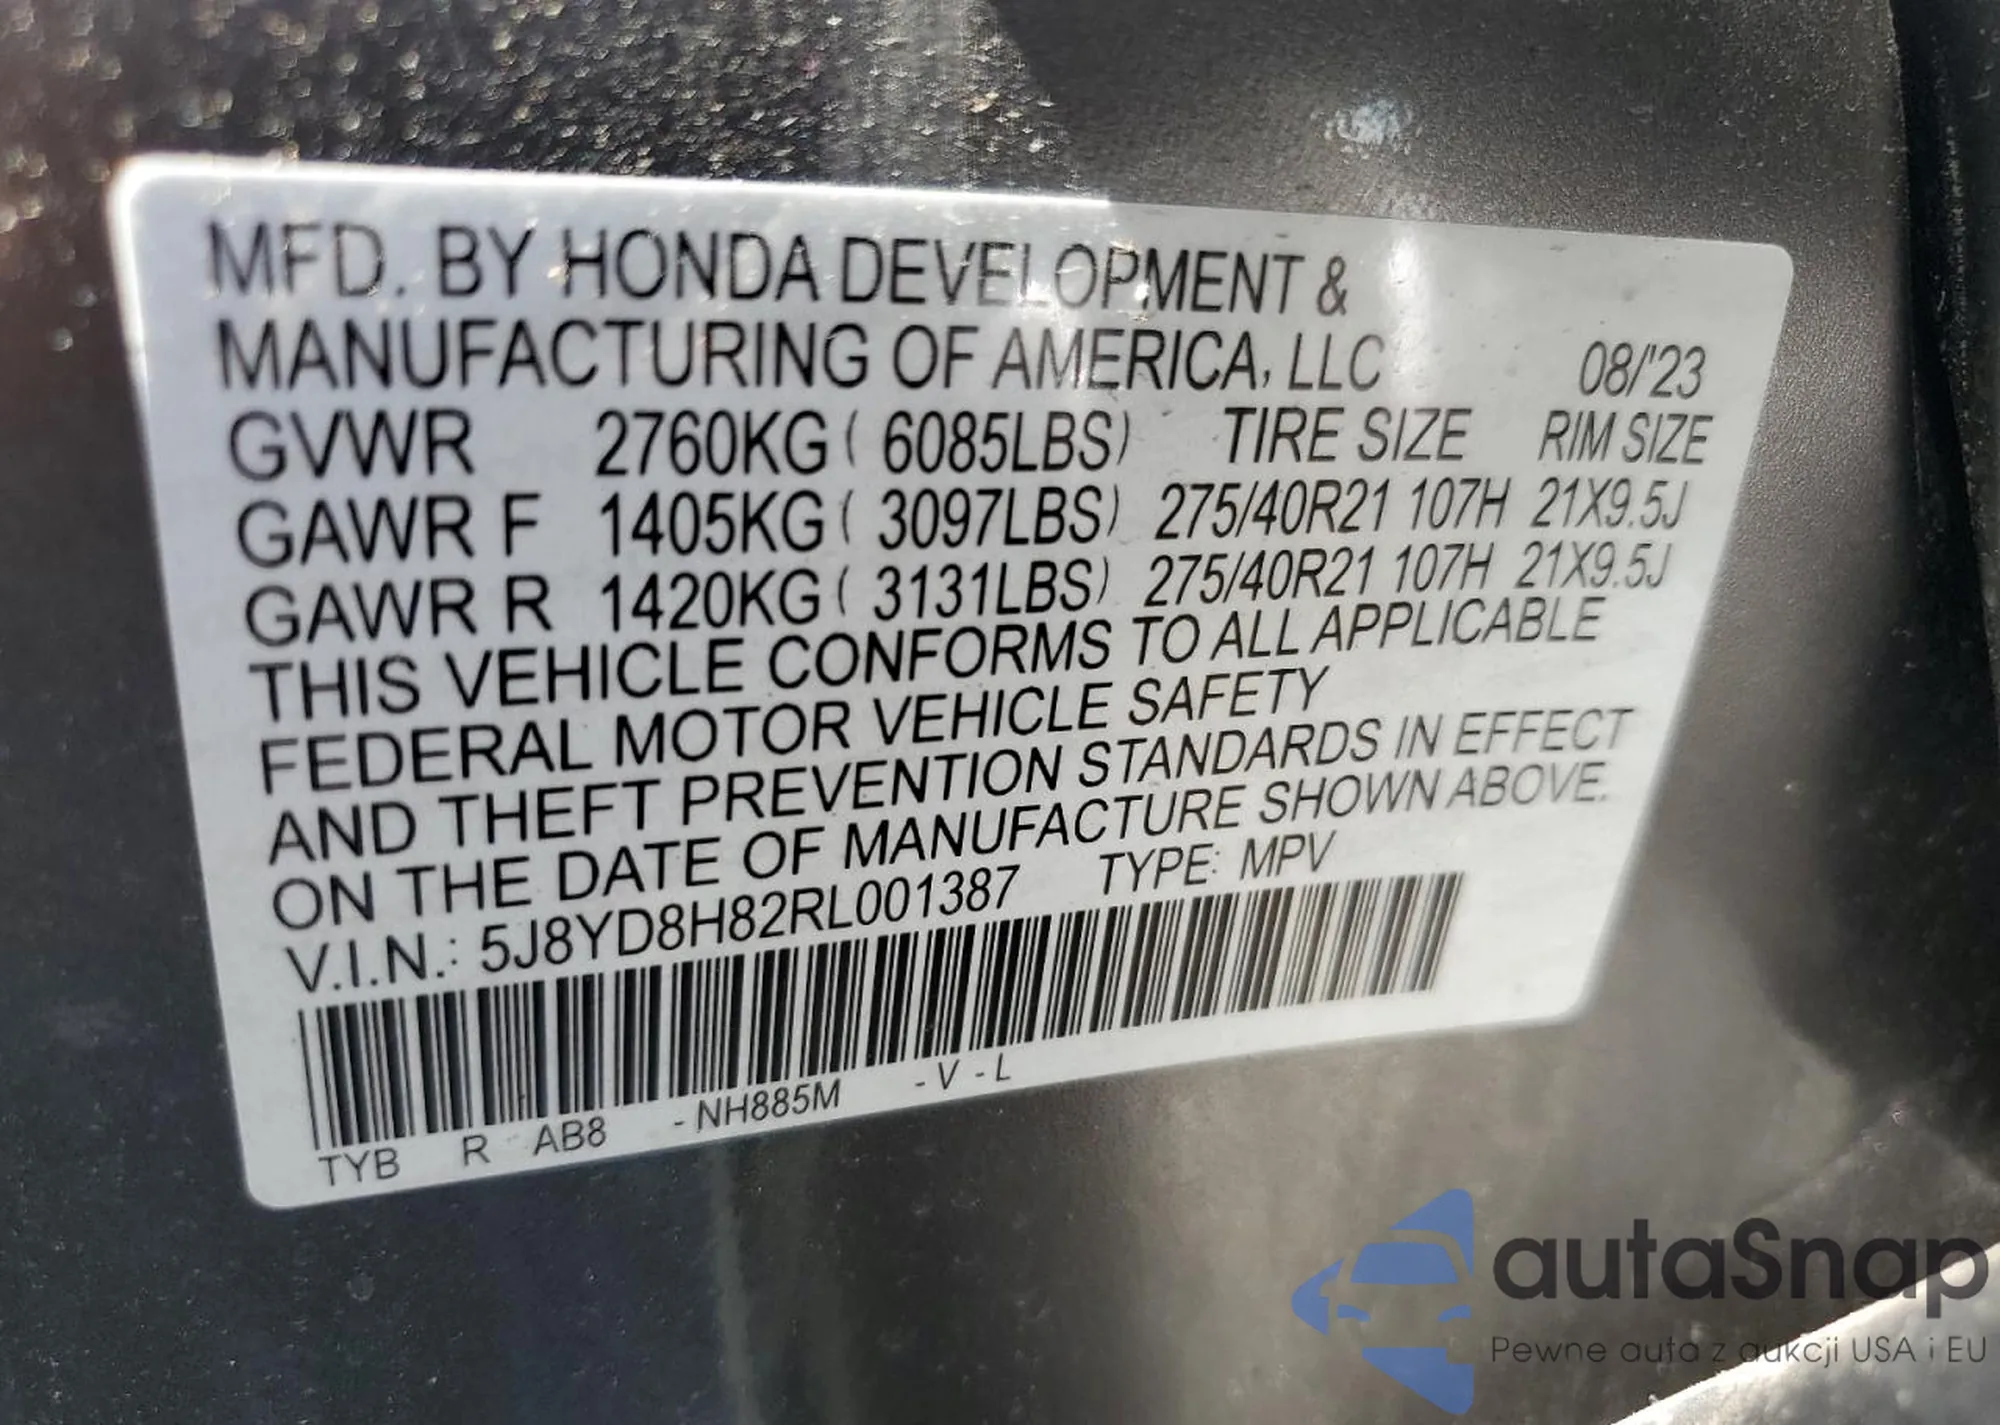 MFD. BY HONDA DEVELOPMENT &
MANUFACTURING OF AMERICA, LLC 08/'23
GVWR 2760KG ( 6085LBS) TIRE SIZE RIM SIZE
GAWR F 1405KG ( 3097LBS) 275/40R21 107H 21X9.5J
GAWR R 1420KG ( 3131LBS) 275/40R21 107H 21X9.5J
THIS VEHICLE CONFORMS TO ALL APPLICABLE
FEDERAL MOTOR VEHICLE SAFETY
AND THEFT PREVENTION STANDARDS IN EFFECT
ON THE DATE OF MANUFACTURE SHOWN ABOVE.
V.I.N.: 5J8YD8H82RL001387 TYPE: MPV
TYB R AB8 -NH885M -V -L
autaSnap
Pewne auta z aukcji USA i EU